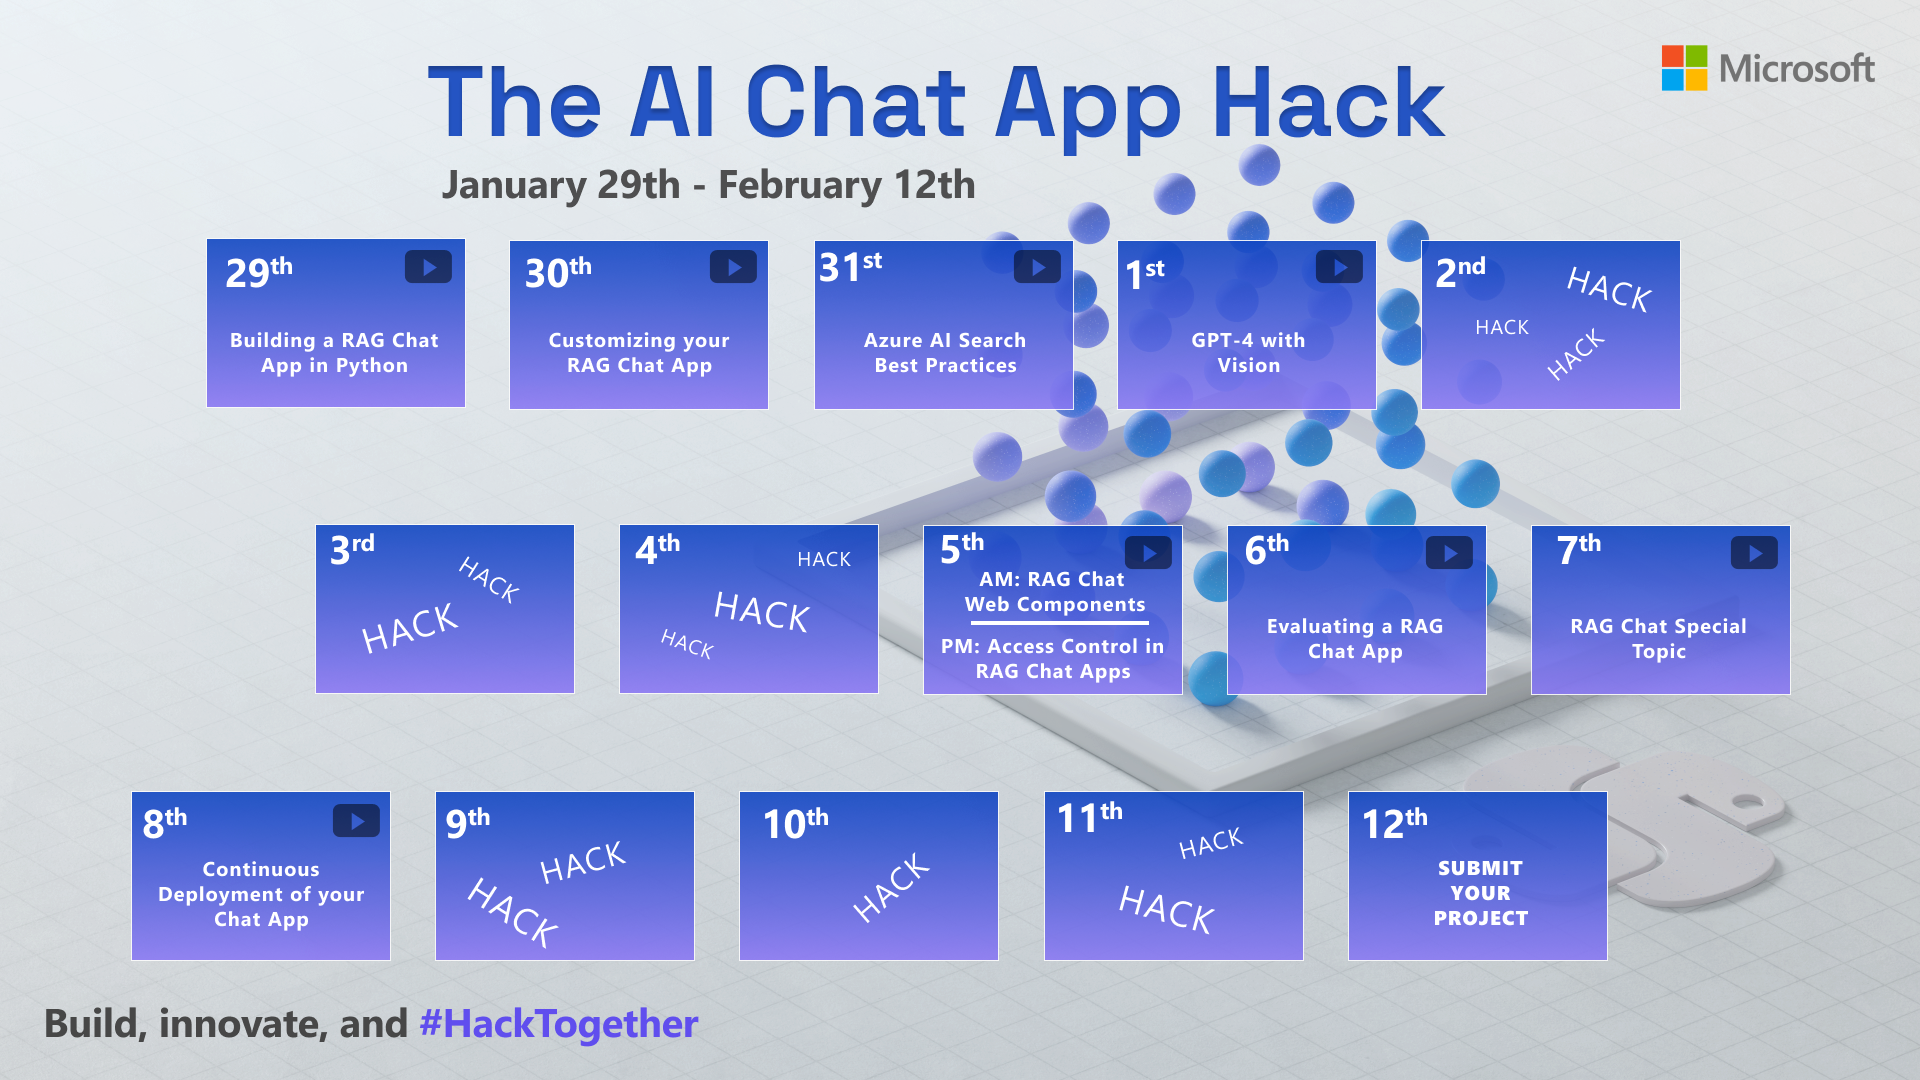 The AI Chat App Hack
Microsoft
January 29th - February 12th
29th
Building a RAG Chat
App in Python
30th
Customizing your
RAG Chat App
31st
Azure AI Search
Best Practices
1st
GPT-4 with
Vision
2nd
HACK
HACK
HACK
3rd
HACK
HACK
4th
HACK
HACK
HACK
5th
AM: RAG Chat
Web Components
PM: Access Control in
RAG Chat Apps
6th
Evaluating a RAG
Chat App
7th
RAG Chat Special
Topic
8th
Continuous
Deployment of your
Chat App
9th
HACK
HACK
10th
HACK
11th
HACK
HACK
12th
SUBMIT
YOUR
PROJECT
Build, innovate, and #HackTogether